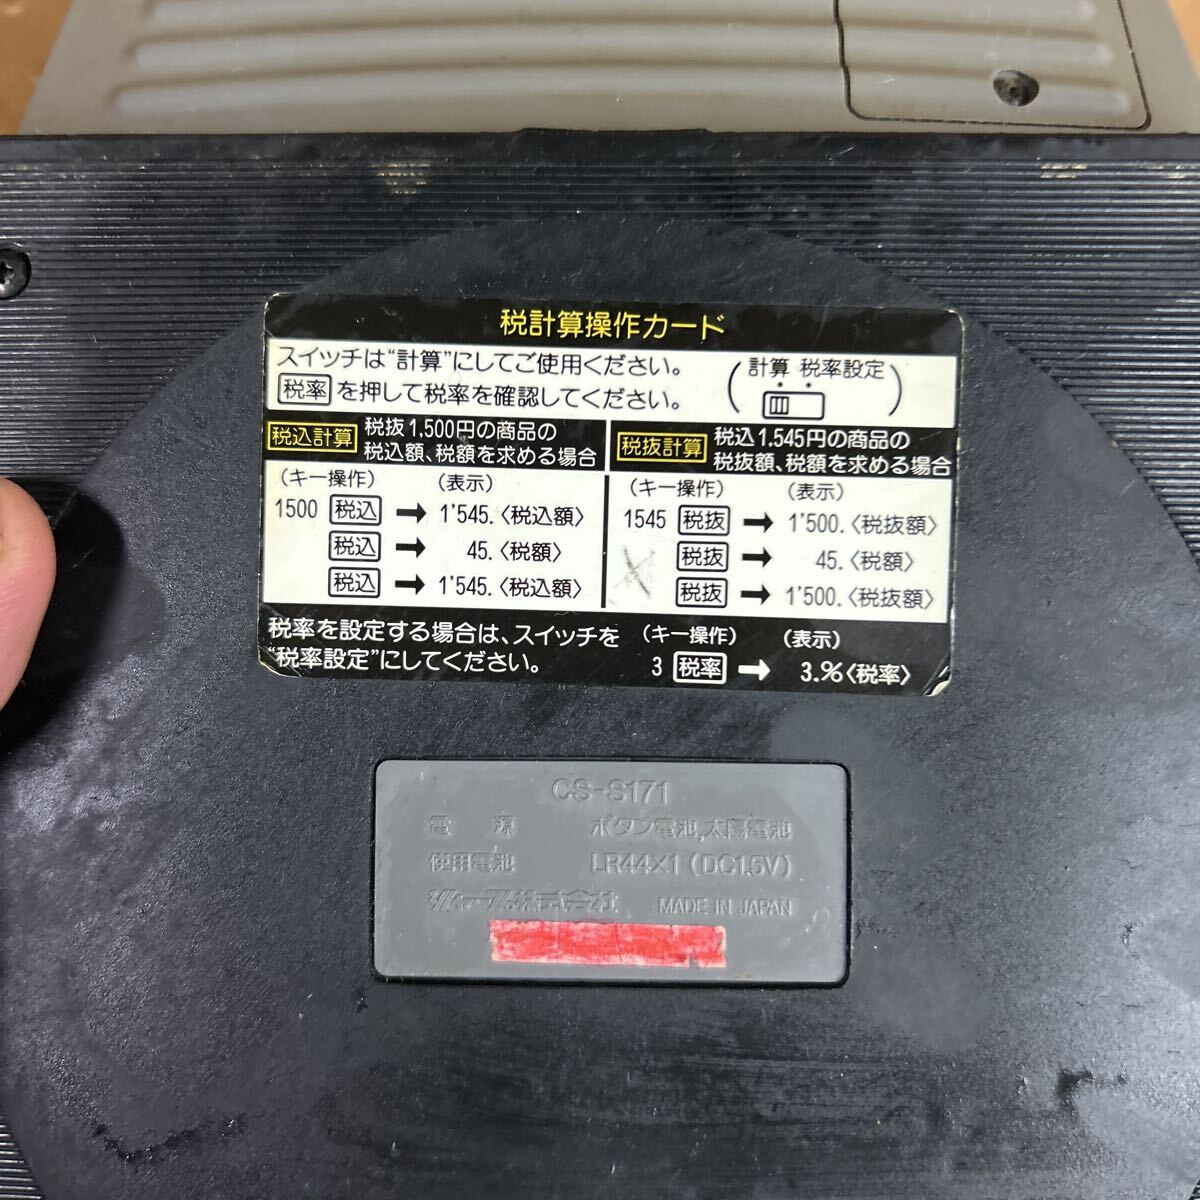 税計算操作カード
スイッチは“計算”にしてご使用ください。
税率 を押して税率を確認してください。
(計算 税率設定)
税込計算 税抜1,500円の商品の
税込額、税額を求める場合
(キー操作) (表示)
1500 税込 → 1'545.〈税込額〉
税込 → 45.〈税額〉
税込 → 1'545.〈税込額〉
税抜計算 税込1,545円の商品の
税抜額、税額を求める場合
(キー操作) (表示)
1545 税抜 → 1'500.〈税抜額〉
税抜 → 45.〈税額〉
税抜 → 1'500.〈税抜額〉
税率を設定する場合は、スイッチを
“税率設定”にしてください。
(キー操作) (表示)
3 税率 → 3.%〈税率〉
CS-S171
電源 ボタン電池,太陽電池
使用電池 LR44×1 (DC1.5V)
シャープ株式会社 MADE IN JAPAN